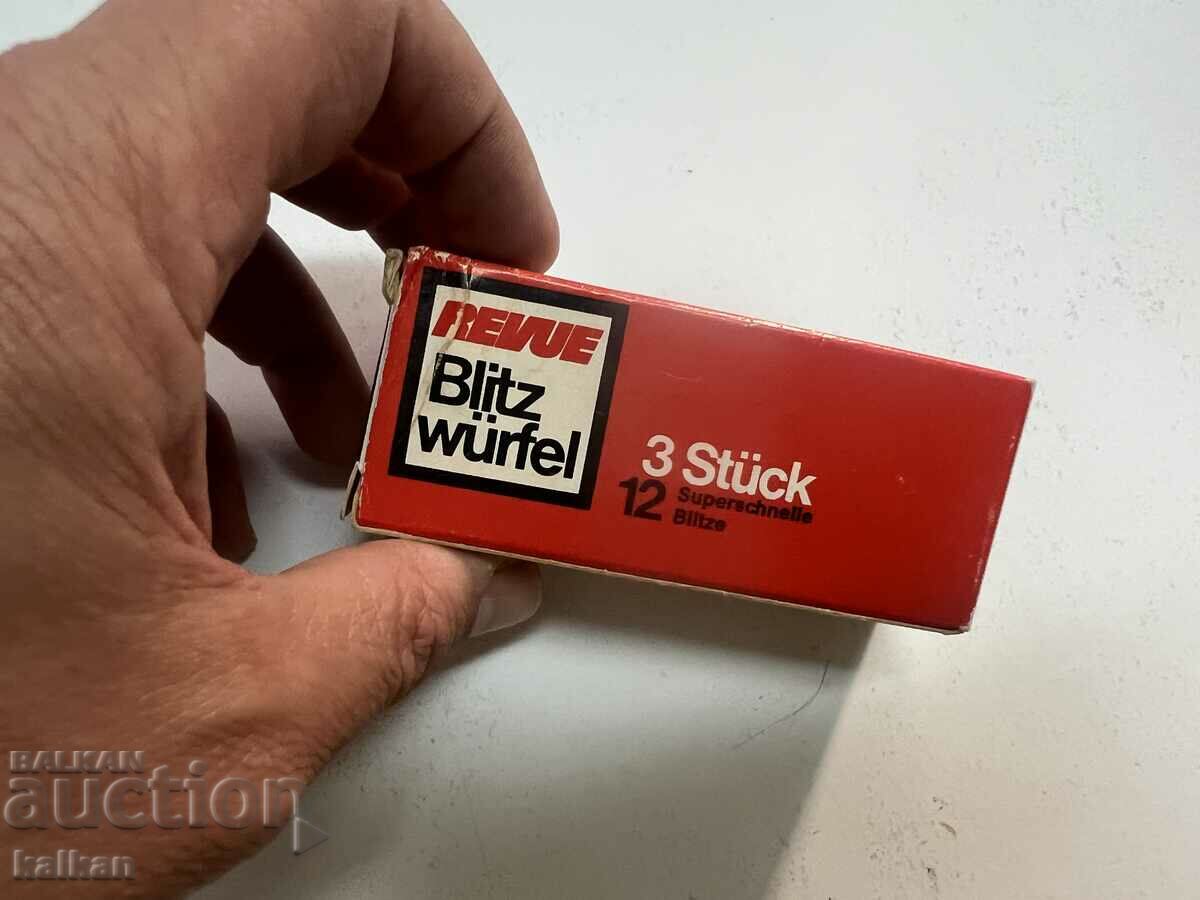 REVUE
Blitz
würfel
3 Stück
12 Superschnelle
Blitze
BALKAN
auction
kalkan